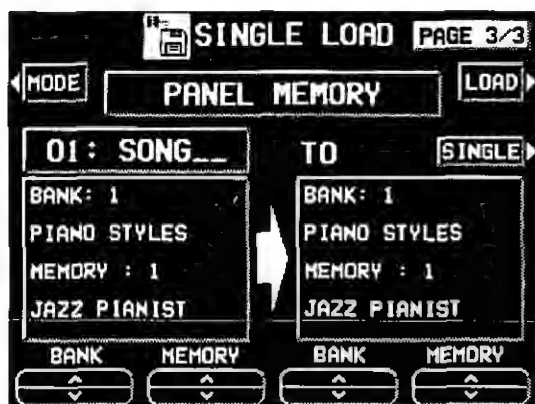 SINGLE LOAD PAGE 3/3
MODE
PANEL MEMORY
LOAD
01: SONG__ TO SINGLE
BANK: 1
PIANO STYLES
MEMORY : 1
JAZZ PIANIST
BANK: 1
PIANO STYLES
MEMORY : 1
JAZZ PIANIST
BANK MEMORY BANK MEMORY